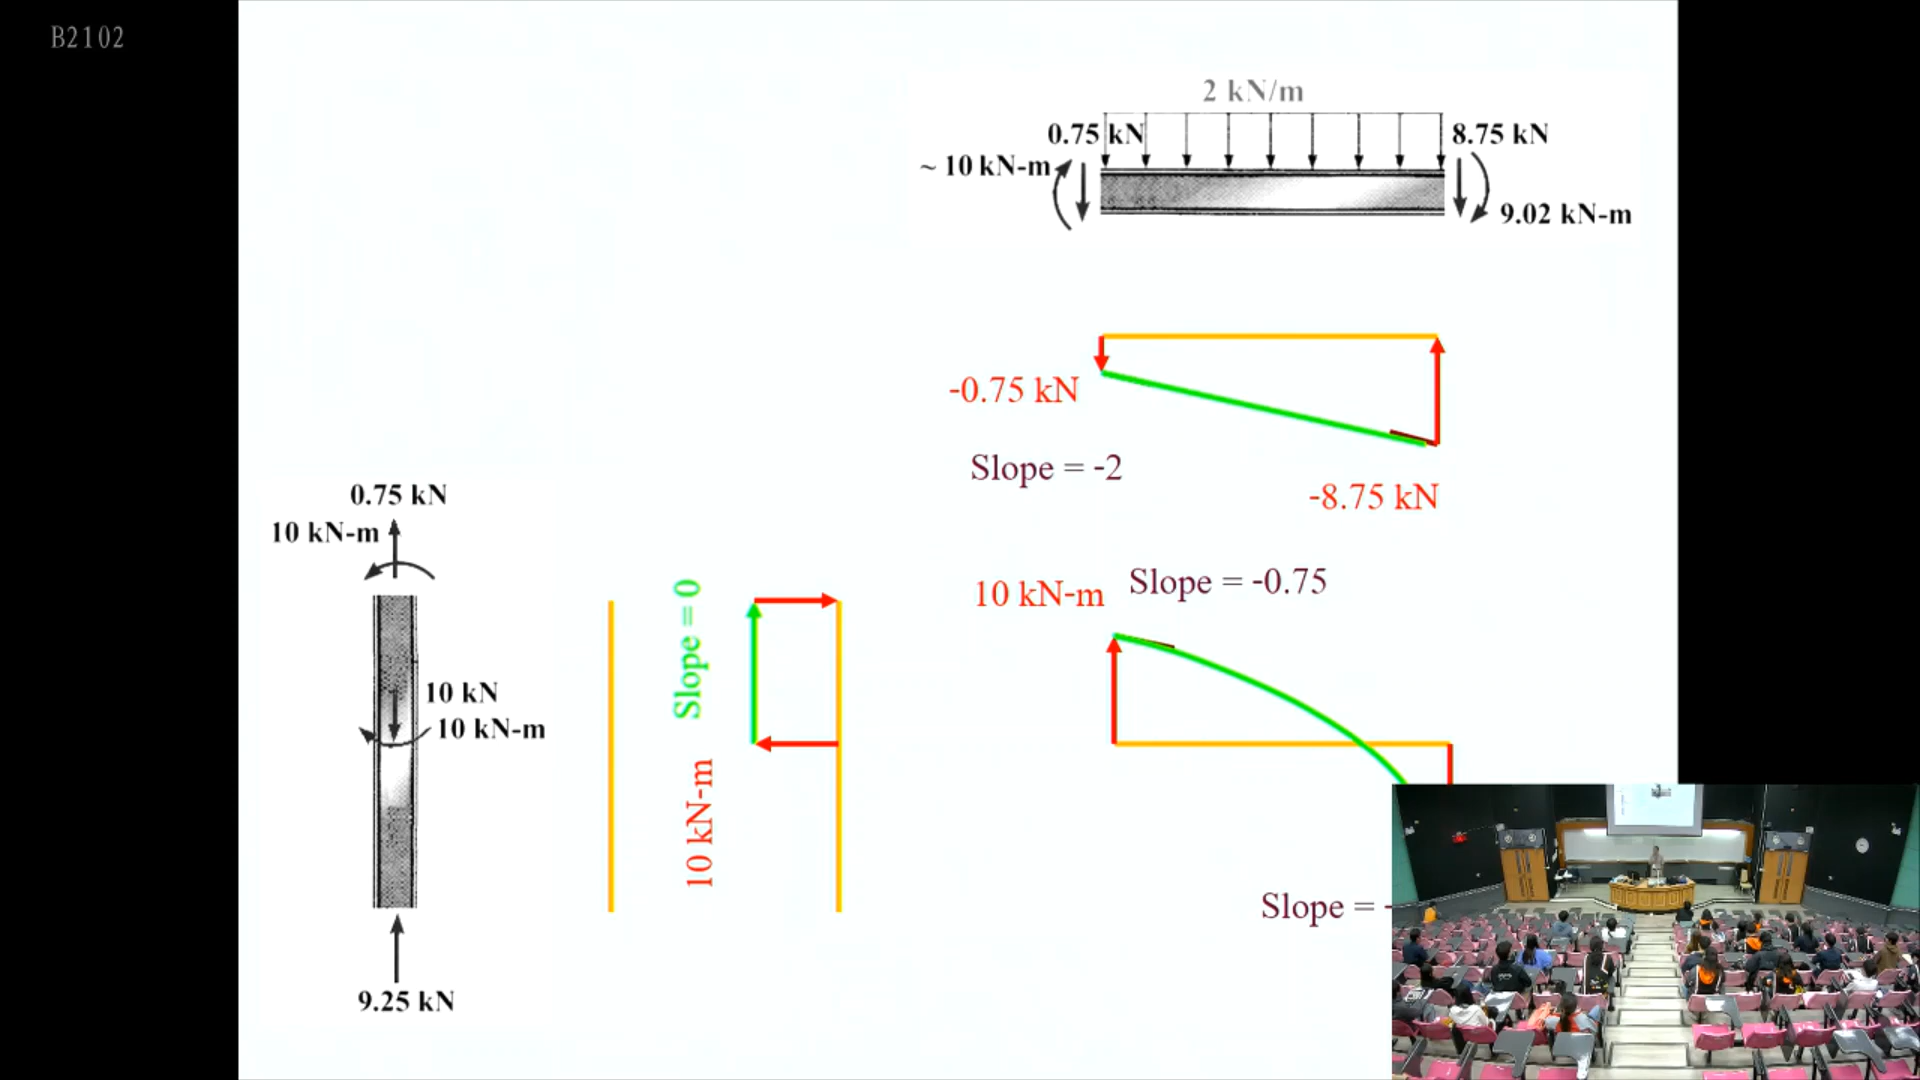 B2102
2 kN/m
0.75 kN
8.75 kN
~ 10 kN-m
9.02 kN-m
-0.75 kN
Slope = -2
-8.75 kN
0.75 kN
10 kN-m
10 kN
10 kN-m
9.25 kN
Slope = 0
10 kN-m
10 kN-m
Slope = -0.75
Slope = -